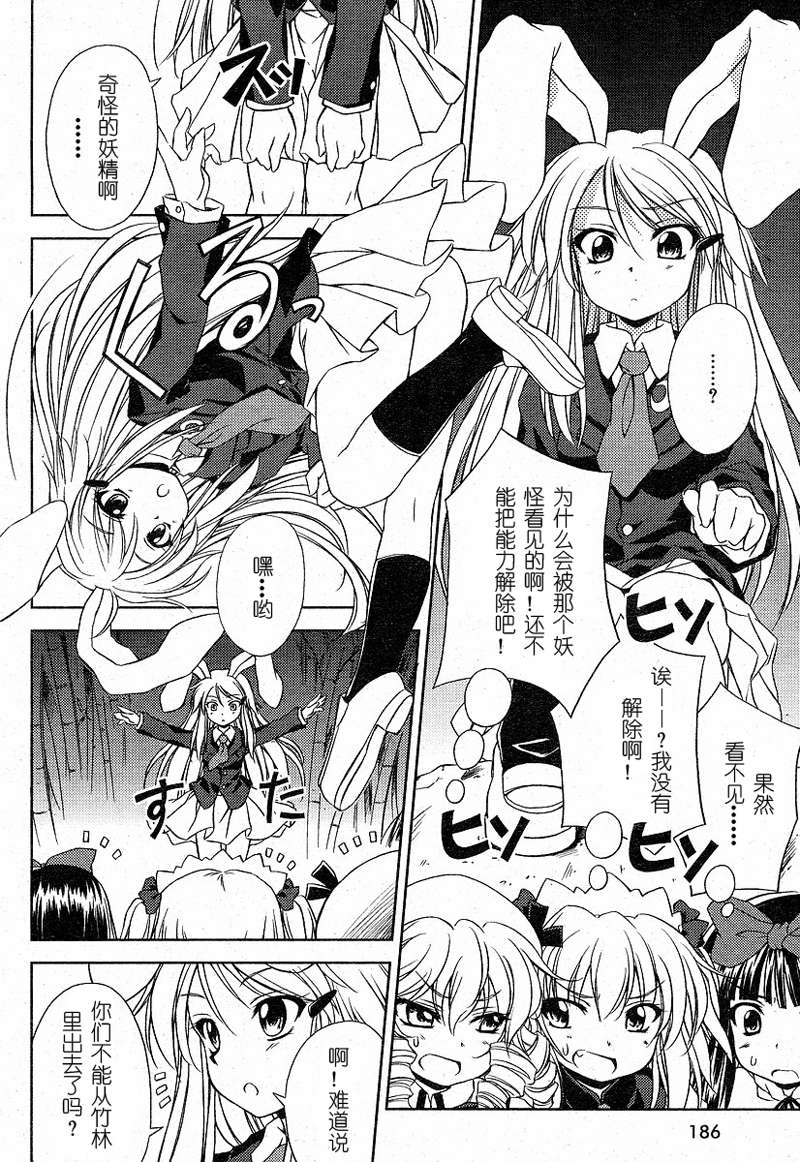 ……?
为什么会被那个妖
怪看见的啊!还不
能把能力解除吧!
诶——?我没有
解除啊!
果然
看不见……
ヒソ
ヒソ
ヒソ
スッ
奇怪的妖精啊
……
くるっ
嘿…哟
すた
啊!难道说
你们不能从竹林
里出去了吗?
186